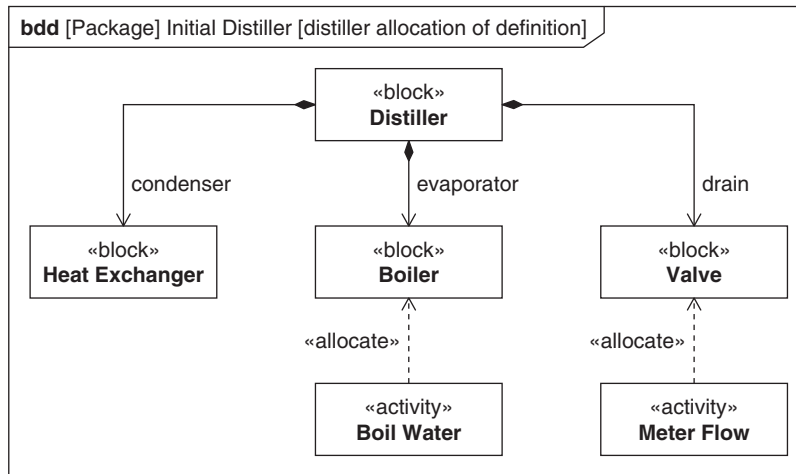 bdd [Package] Initial Distiller [distiller allocation of definition]
«block»
Distiller
condenser
evaporator
drain
«block»
Heat Exchanger
«block»
Boiler
«block»
Valve
«allocate»
«allocate»
«activity»
Boil Water
«activity»
Meter Flow